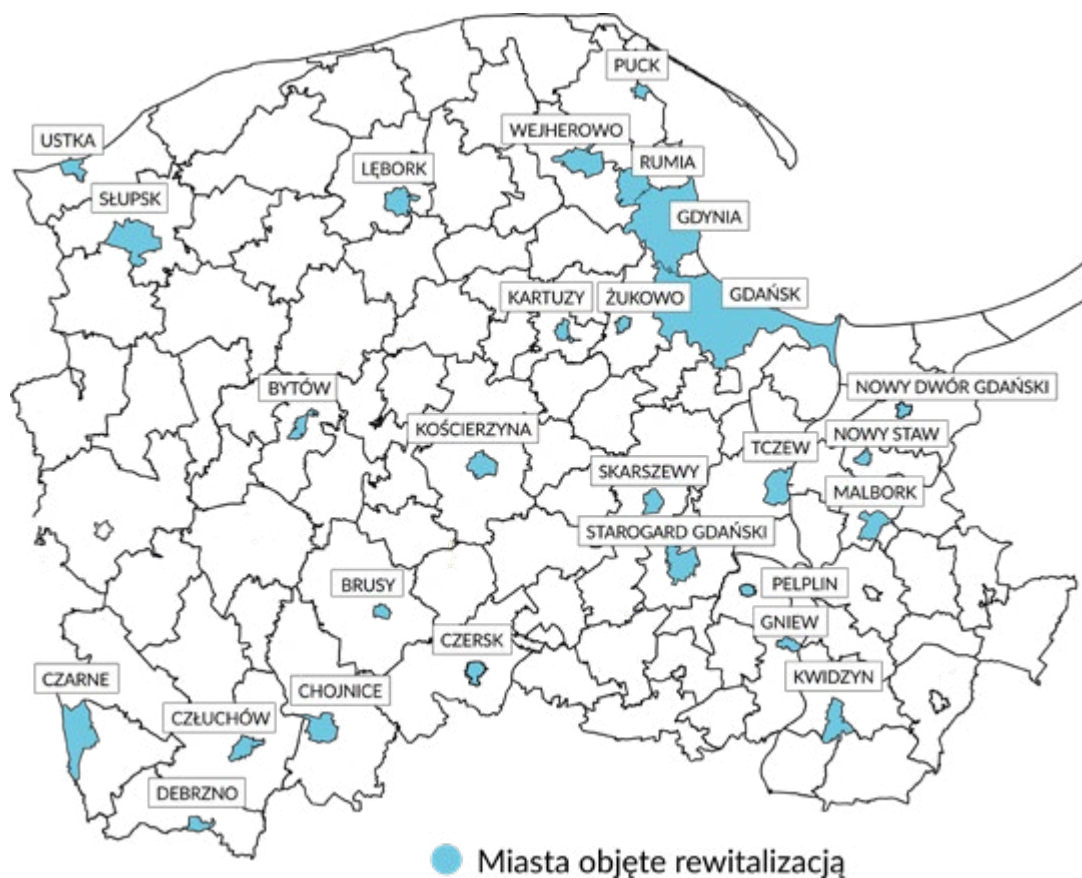 PUCK
WEJHEROWO
USTKA
RUMIA
LĘBORK
SŁUPSK
GDYNIA
GDAŃSK
KARTUZY
ŻUKOWO
NOWY DWÓR GDAŃSKI
BYTÓW
KOŚCIERZYNA
NOWY STAW
TCZEW
SKARSZEWY
MALBORK
STAROGARD GDAŃSKI
BRUSY
PELPLIN
GNIEW
CZERSK
CZARNE
CHOJNICE
KWIDZYN
CZŁUCHÓW
DEBRZNO
Miasta objęte rewitalizacją